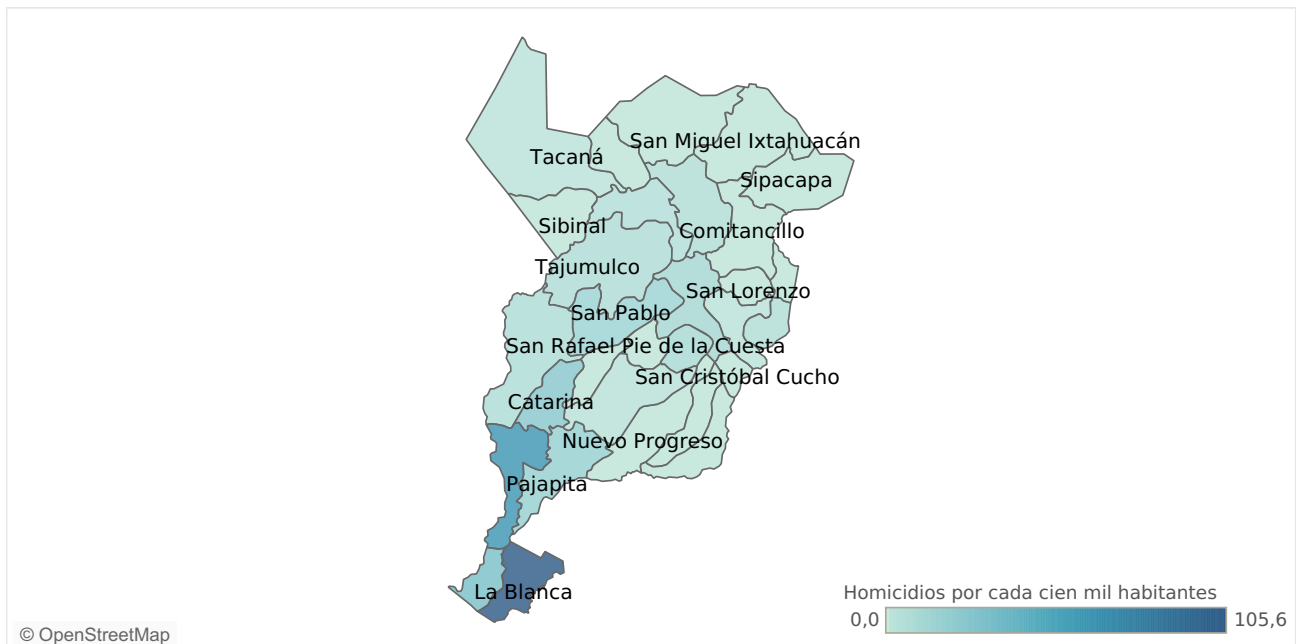 San Miguel Ixtahuacán
Tacaná
Sipacapa
Sibinal
Comitancillo
Tajumulco
San Lorenzo
San Pablo
San Rafael Pie de la Cuesta
San Cristóbal Cucho
Catarina
Nuevo Progreso
Pajapita
La Blanca
Homicidios por cada cien mil habitantes
0,0 105,6
© OpenStreetMap